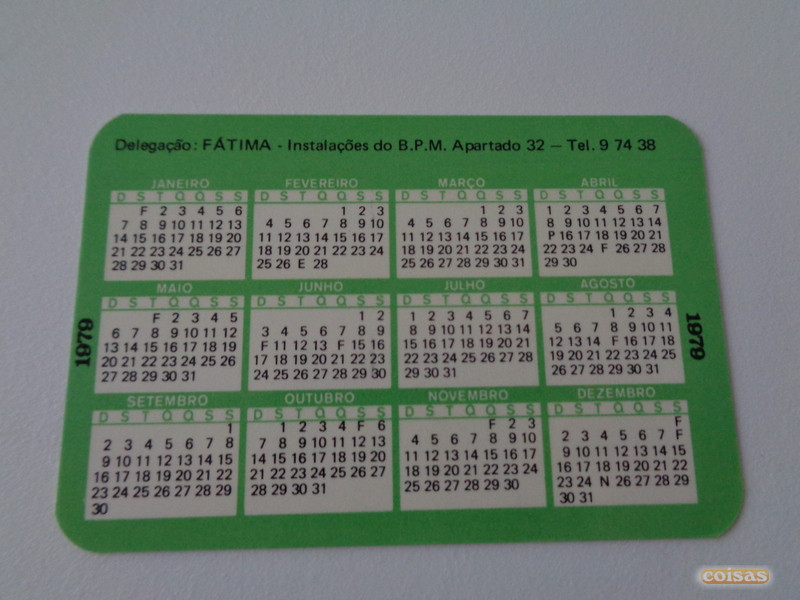 Delegação: FÁTIMA - Instalações do B.P.M. Apartado 32 — Tel. 9 74 38
1979
JANEIRO
D S T Q Q S S
F 2 3 4 5 6
7 8 9 10 11 12 13
14 15 16 17 18 19 20
21 22 23 24 25 26 27
28 29 30 31
FEVEREIRO
D S T Q Q S S
1 2 3
4 5 6 7 8 9 10
11 12 13 14 15 16 17
18 19 20 21 22 23 24
25 26 E 28
MARÇO
D S T Q Q S S
1 2 3
4 5 6 7 8 9 10
11 12 13 14 15 16 17
18 19 20 21 22 23 24
25 26 27 28 29 30 31
ABRIL
D S T Q Q S S
1 2 3 4 5 6 7
8 9 10 11 12 F 14
P 16 17 18 19 20 21
22 23 24 F 26 27 28
29 30
MAIO
D S T Q Q S S
F 2 3 4 5
6 7 8 9 10 11 12
13 14 15 16 17 18 19
20 21 22 23 24 25 26
27 28 29 30 31
JUNHO
D S T Q Q S S
1 2
3 4 5 6 7 8 9
F 11 12 13 F 15 16
17 18 19 20 21 22 23
24 25 26 27 28 29 30
JULHO
D S T Q Q S S
1 2 3 4 5 6 7
8 9 10 11 12 13 14
15 16 17 18 19 20 21
22 23 24 25 26 27 28
29 30 31
AGOSTO
D S T Q Q S S
1 2 3 4
5 6 7 8 9 10 11
12 13 14 F 16 17 18
19 20 21 22 23 24 25
26 27 28 29 30 31
SETEMBRO
D S T Q Q S S
1
2 3 4 5 6 7 8
9 10 11 12 13 14 15
16 17 18 19 20 21 22
23 24 25 26 27 28 29
30
OUTUBRO
D S T Q Q S S
1 2 3 4 F 6
7 8 9 10 11 12 13
14 15 16 17 18 19 20
21 22 23 24 25 26 27
28 29 30 31
NOVEMBRO
D S T Q Q S S
F 2 3
4 5 6 7 8 9 10
11 12 13 14 15 16 17
18 19 20 21 22 23 24
25 26 27 28 29 30
DEZEMBRO
D S T Q Q S S
F
2 3 4 5 6 7 F
9 10 11 12 13 14 15
16 17 18 19 20 21 22
23 24 N 26 27 28 29
30 31
1979
coisas